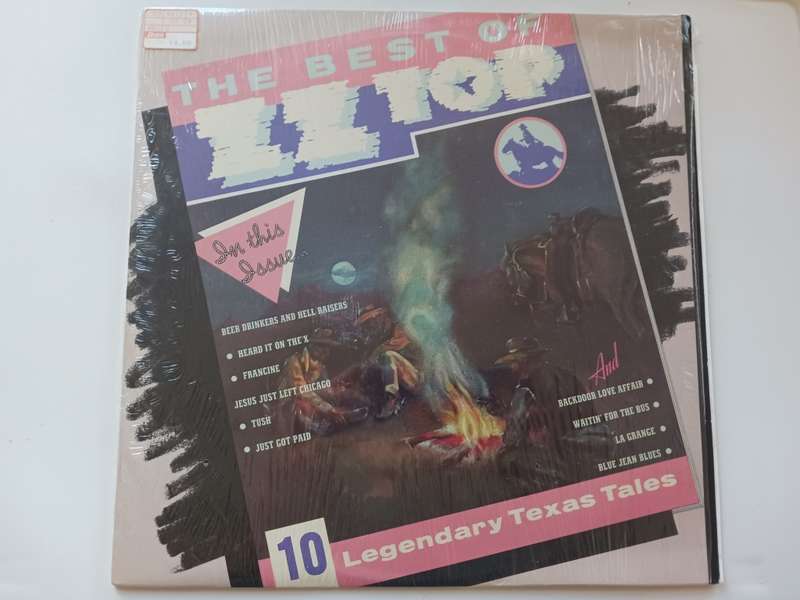 THE BEST OF
ZZ TOP
In this
Issue...
BEER DRINKERS AND HELL RAISERS
• HEARD IT ON THE X
• FRANCINE
JESUS JUST LEFT CHICAGO
• TUSH
• JUST GOT PAID
And
BACKDOOR LOVE AFFAIR •
WAITIN' FOR THE BUS •
LA GRANGE •
BLUE JEAN BLUES •
10 Legendary Texas Tales